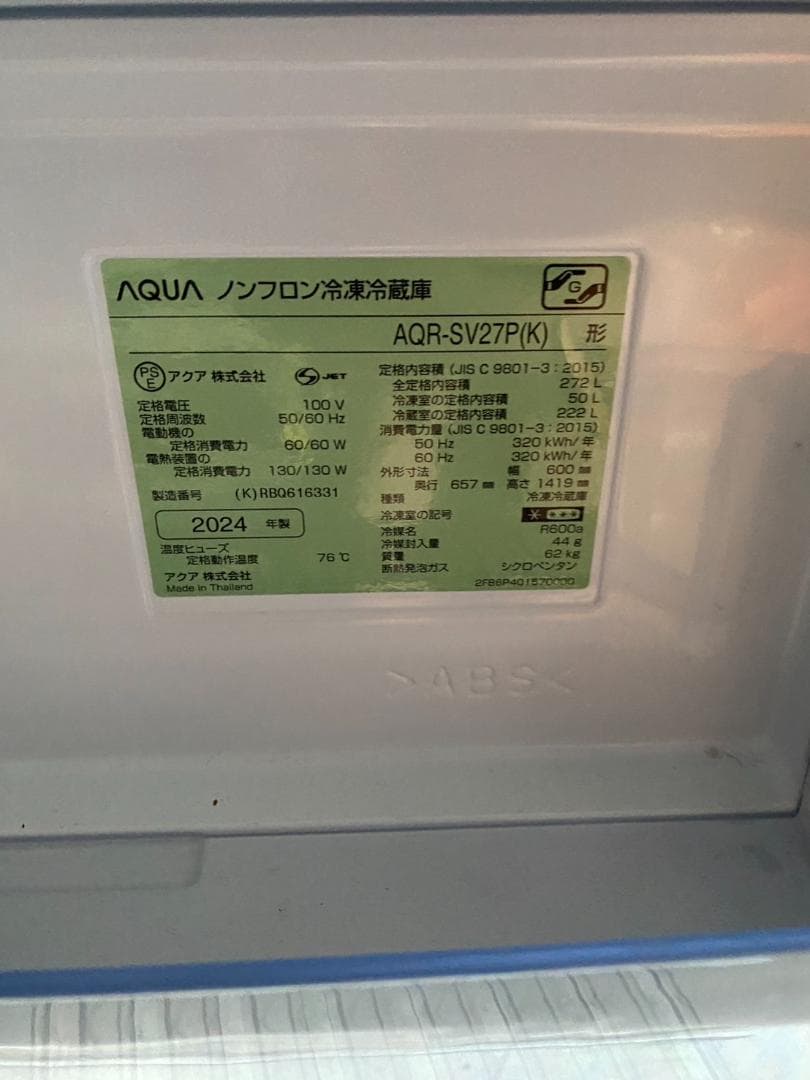 AQUA ノンフロン冷凍冷蔵庫
G
AQR-SV27P(K) 形
PS E アクア 株式会社 S JET
定格電圧 100 V
定格周波数 50/60 Hz
電動機の
定格消費電力 60/60 W
電熱装置の
定格消費電力 130/130 W
製造番号 (K)RBQ616331
2024 年製
温度ヒューズ
定格動作温度 76 ℃
アクア 株式会社
Made in Thailand
定格内容積 (JIS C 9801-3:2015)
全定格内容積 272 L
冷凍室の定格内容積 50 L
冷蔵室の定格内容積 222 L
消費電力量 (JIS C 9801-3:2015)
50 Hz 320 kWh/年
60 Hz 320 kWh/年
外形寸法 幅 600 ㎜
奥行 657 ㎜ 高さ 1419 ㎜
種類 冷凍冷蔵庫
冷凍室の記号
冷媒名 R600a
冷媒封入量 44 g
質量 62 kg
断熱発泡ガス シクロペンタン
>ABS<